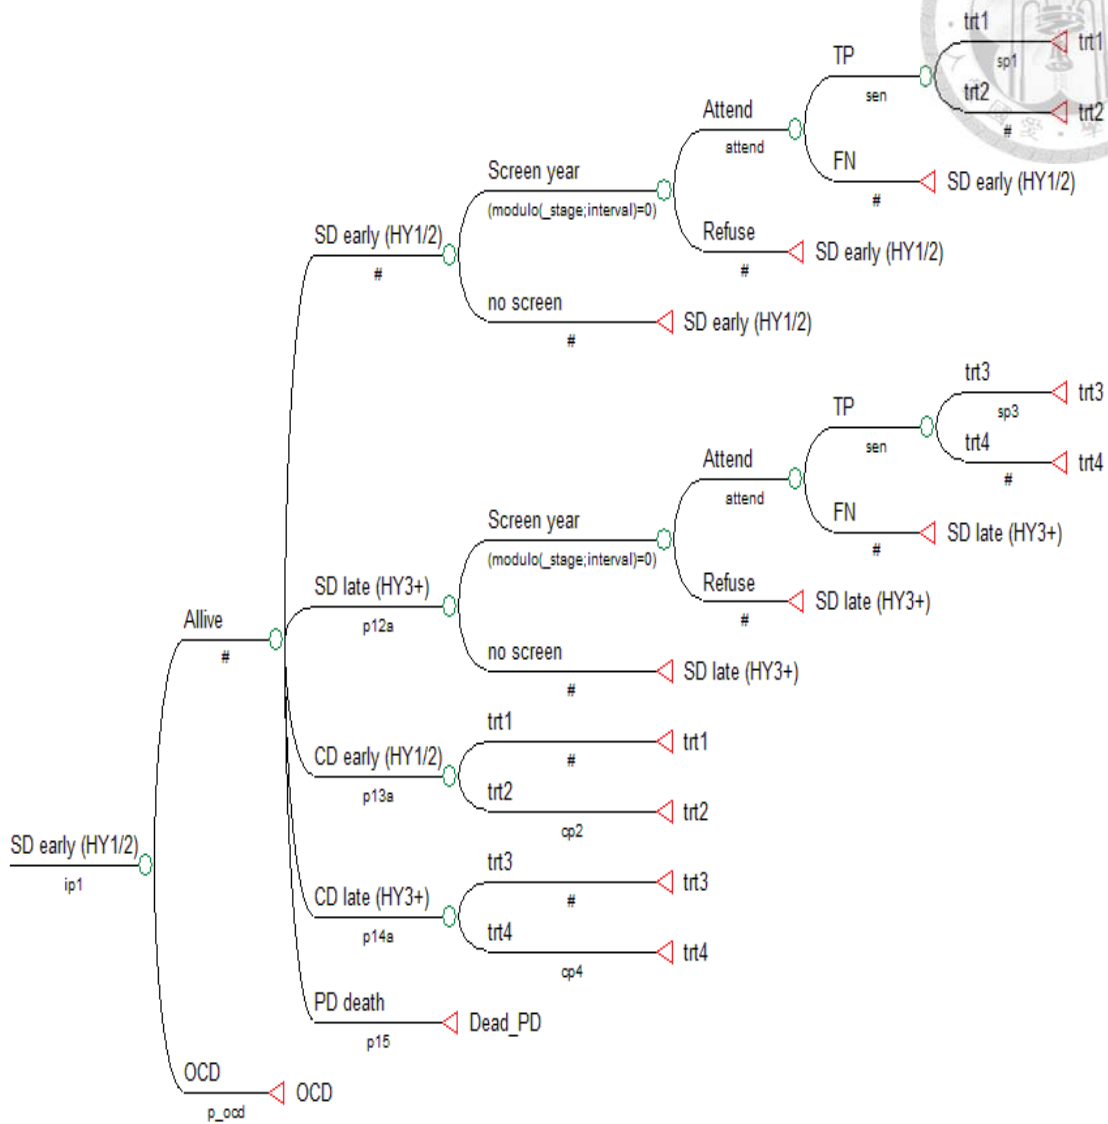 trt1
trt1
sp1
TP
sen
trt2
trt2
#
Attend
attend
FN
SD early (HY1/2)
#
Screen year
(modulo(_stage;interval)=0)
Refuse
SD early (HY1/2)
#
SD early (HY1/2)
#
no screen
SD early (HY1/2)
#
trt3
trt3
sp3
TP
sen
trt4
trt4
#
Attend
attend
FN
SD late (HY3+)
#
Screen year
(modulo(_stage;interval)=0)
Refuse
SD late (HY3+)
#
SD late (HY3+)
p12a
no screen
SD late (HY3+)
#
Allive
#
trt1
trt1
#
CD early (HY1/2)
p13a
trt2
trt2
cp2
SD early (HY1/2)
ip1
trt3
trt3
#
CD late (HY3+)
p14a
trt4
trt4
cp4
PD death
Dead_PD
p15
OCD
OCD
p_ocd